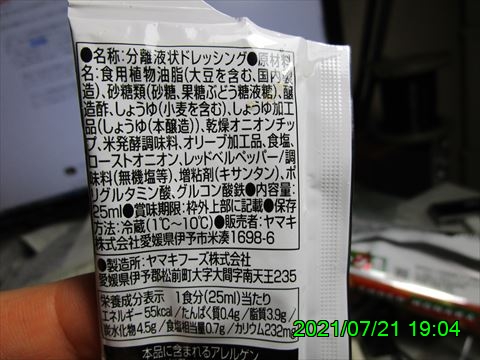 ●名称:分離液状ドレッシング●原材料
名:食用植物油脂(大豆を含む、国内製
造)、砂糖類(砂糖、果糖ぶどう糖液糖)、醸
造酢、しょうゆ(小麦を含む)、しょうゆ加工
品(しょうゆ(本醸造))、乾燥オニオンチッ
プ、米発酵調味料、オリーブ加工品、食塩、
ローストオニオン、レッドベルペッパー/調
味料(無機塩等)、増粘剤(キサンタン)、ポ
リグルタミン酸、グルコン酸鉄●内容量:
25ml●賞味期限:枠外上部に記載●保存
方法:冷蔵(1℃~10℃)●販売者:ヤマキ
株式会社愛媛県伊予市米湊1698-6
●製造所:ヤマキフーズ株式会社
愛媛県伊予郡松前町大字大間字南天王235
栄養成分表示 1食分(25ml)当たり
エネルギー 55kcal/たんぱく質0.4g/脂質3.9g/
炭水化物4.5g/食塩相当量0.7g/カリウム232mg
本品に含まれるアレルゲン
2021/07/21 19:04